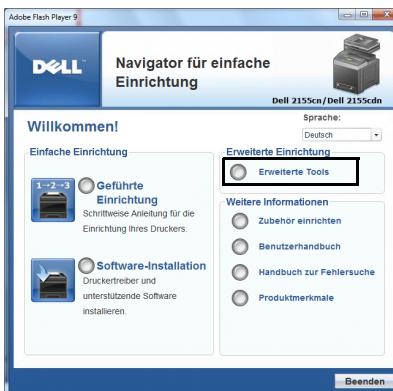 Adobe Flash Player 9
DELL
Navigator für einfache
Einrichtung
Dell 2155cn/Dell 2155cdn
Willkommen!
Sprache:
Deutsch
Einfache Einrichtung
1→2→3
Geführte
Einrichtung
Schrittweise Anleitung für die
Einrichtung Ihres Druckers.
Software-Installation
Druckertreiber und
unterstützende Software
installieren.
Erweiterte Einrichtung
Erweiterte Tools
Weitere Informationen
Zubehör einrichten
Benutzerhandbuch
Handbuch zur Fehlersuche
Produktmerkmale
Beenden